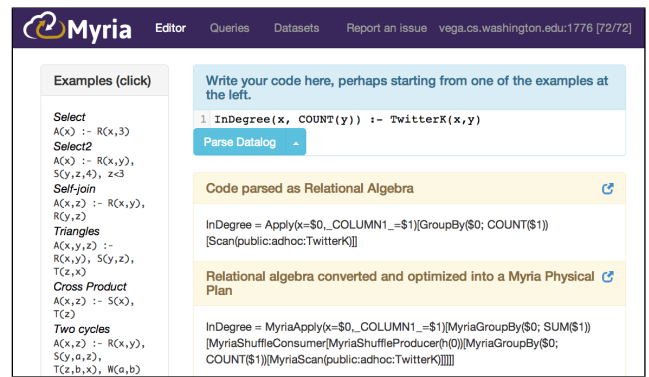 Myria Editor Queries Datasets Report an issue vega.cs.washington.edu:1776 [72/72]
Examples (click)
Select
A(x) :- R(x,3)
Select2
A(x) :- R(x,y),
S(y,z,4), z<3
Self-join
A(x,z) :- R(x,y),
R(y,z)
Triangles
A(x,y,z) :-
R(x,y), S(y,z),
T(z,x)
Cross Product
A(x,z) :- S(x),
T(z)
Two cycles
A(x,z) :- R(x,y),
S(y,a,z),
T(z,b,x), W(a,b)
Write your code here, perhaps starting from one of the examples at
the left.
1 InDegree(x, COUNT(y)) :- TwitterK(x,y)
Parse Datalog
Code parsed as Relational Algebra
InDegree = Apply(x=$0,_COLUMN1_=$1)[GroupBy($0; COUNT($1))
[Scan(public:adhoc:TwitterK)]]
Relational algebra converted and optimized into a Myria Physical
Plan
InDegree = MyriaApply(x=$0,_COLUMN1_=$1)[MyriaGroupBy($0; SUM($1))
[MyriaShuffleConsumer[MyriaShuffleProducer(h(0))[MyriaGroupBy($0;
COUNT($1))[MyriaScan(public:adhoc:TwitterK)]]]]]